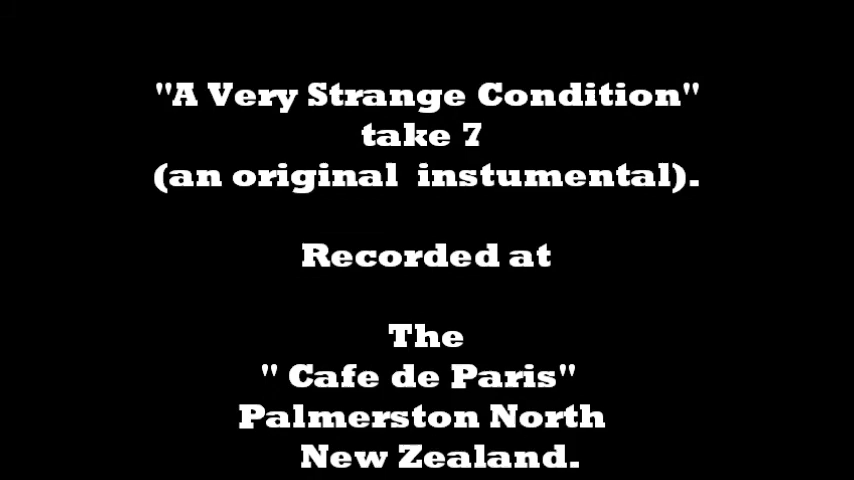 "A Very Strange Condition"
take 7
(an original instumental).
Recorded at
The
" Cafe de Paris"
Palmerston North
New Zealand.